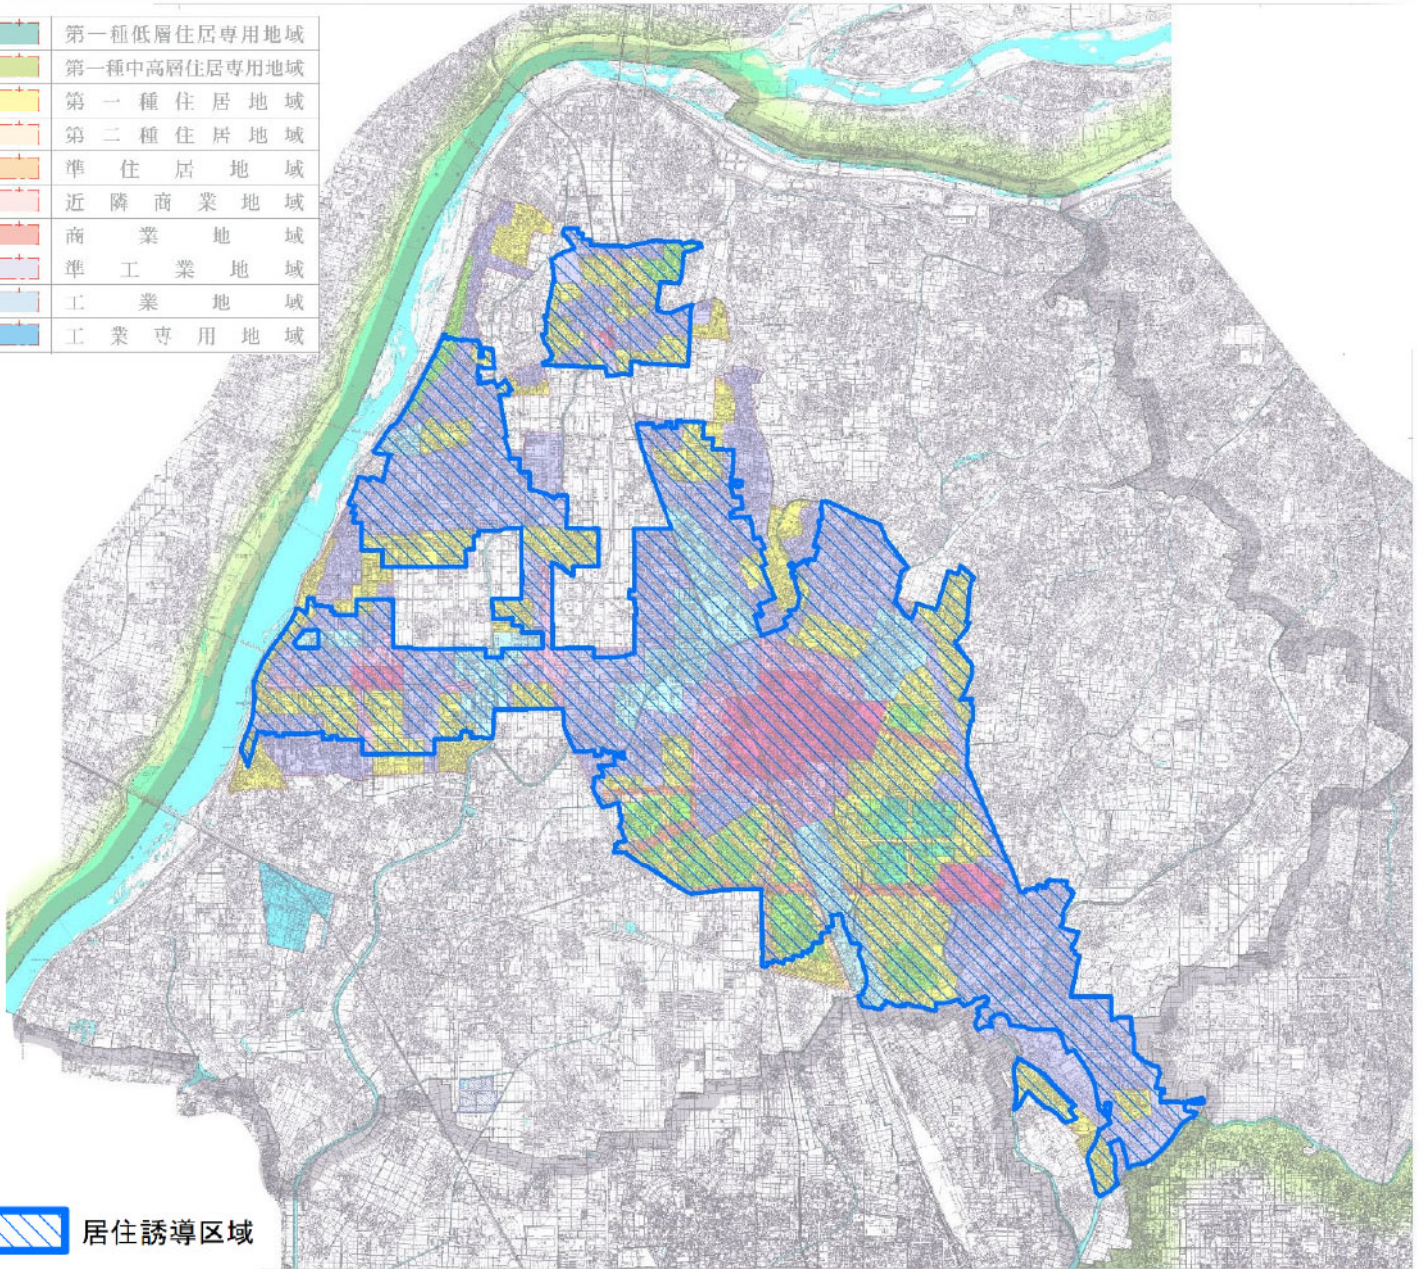 第一種低層住居専用地域
第一種中高層住居専用地域
第一種住居地域
第二種住居地域
準住居地域
近隣商業地域
商業地域
準工業地域
工業地域
工業専用地域
居住誘導区域